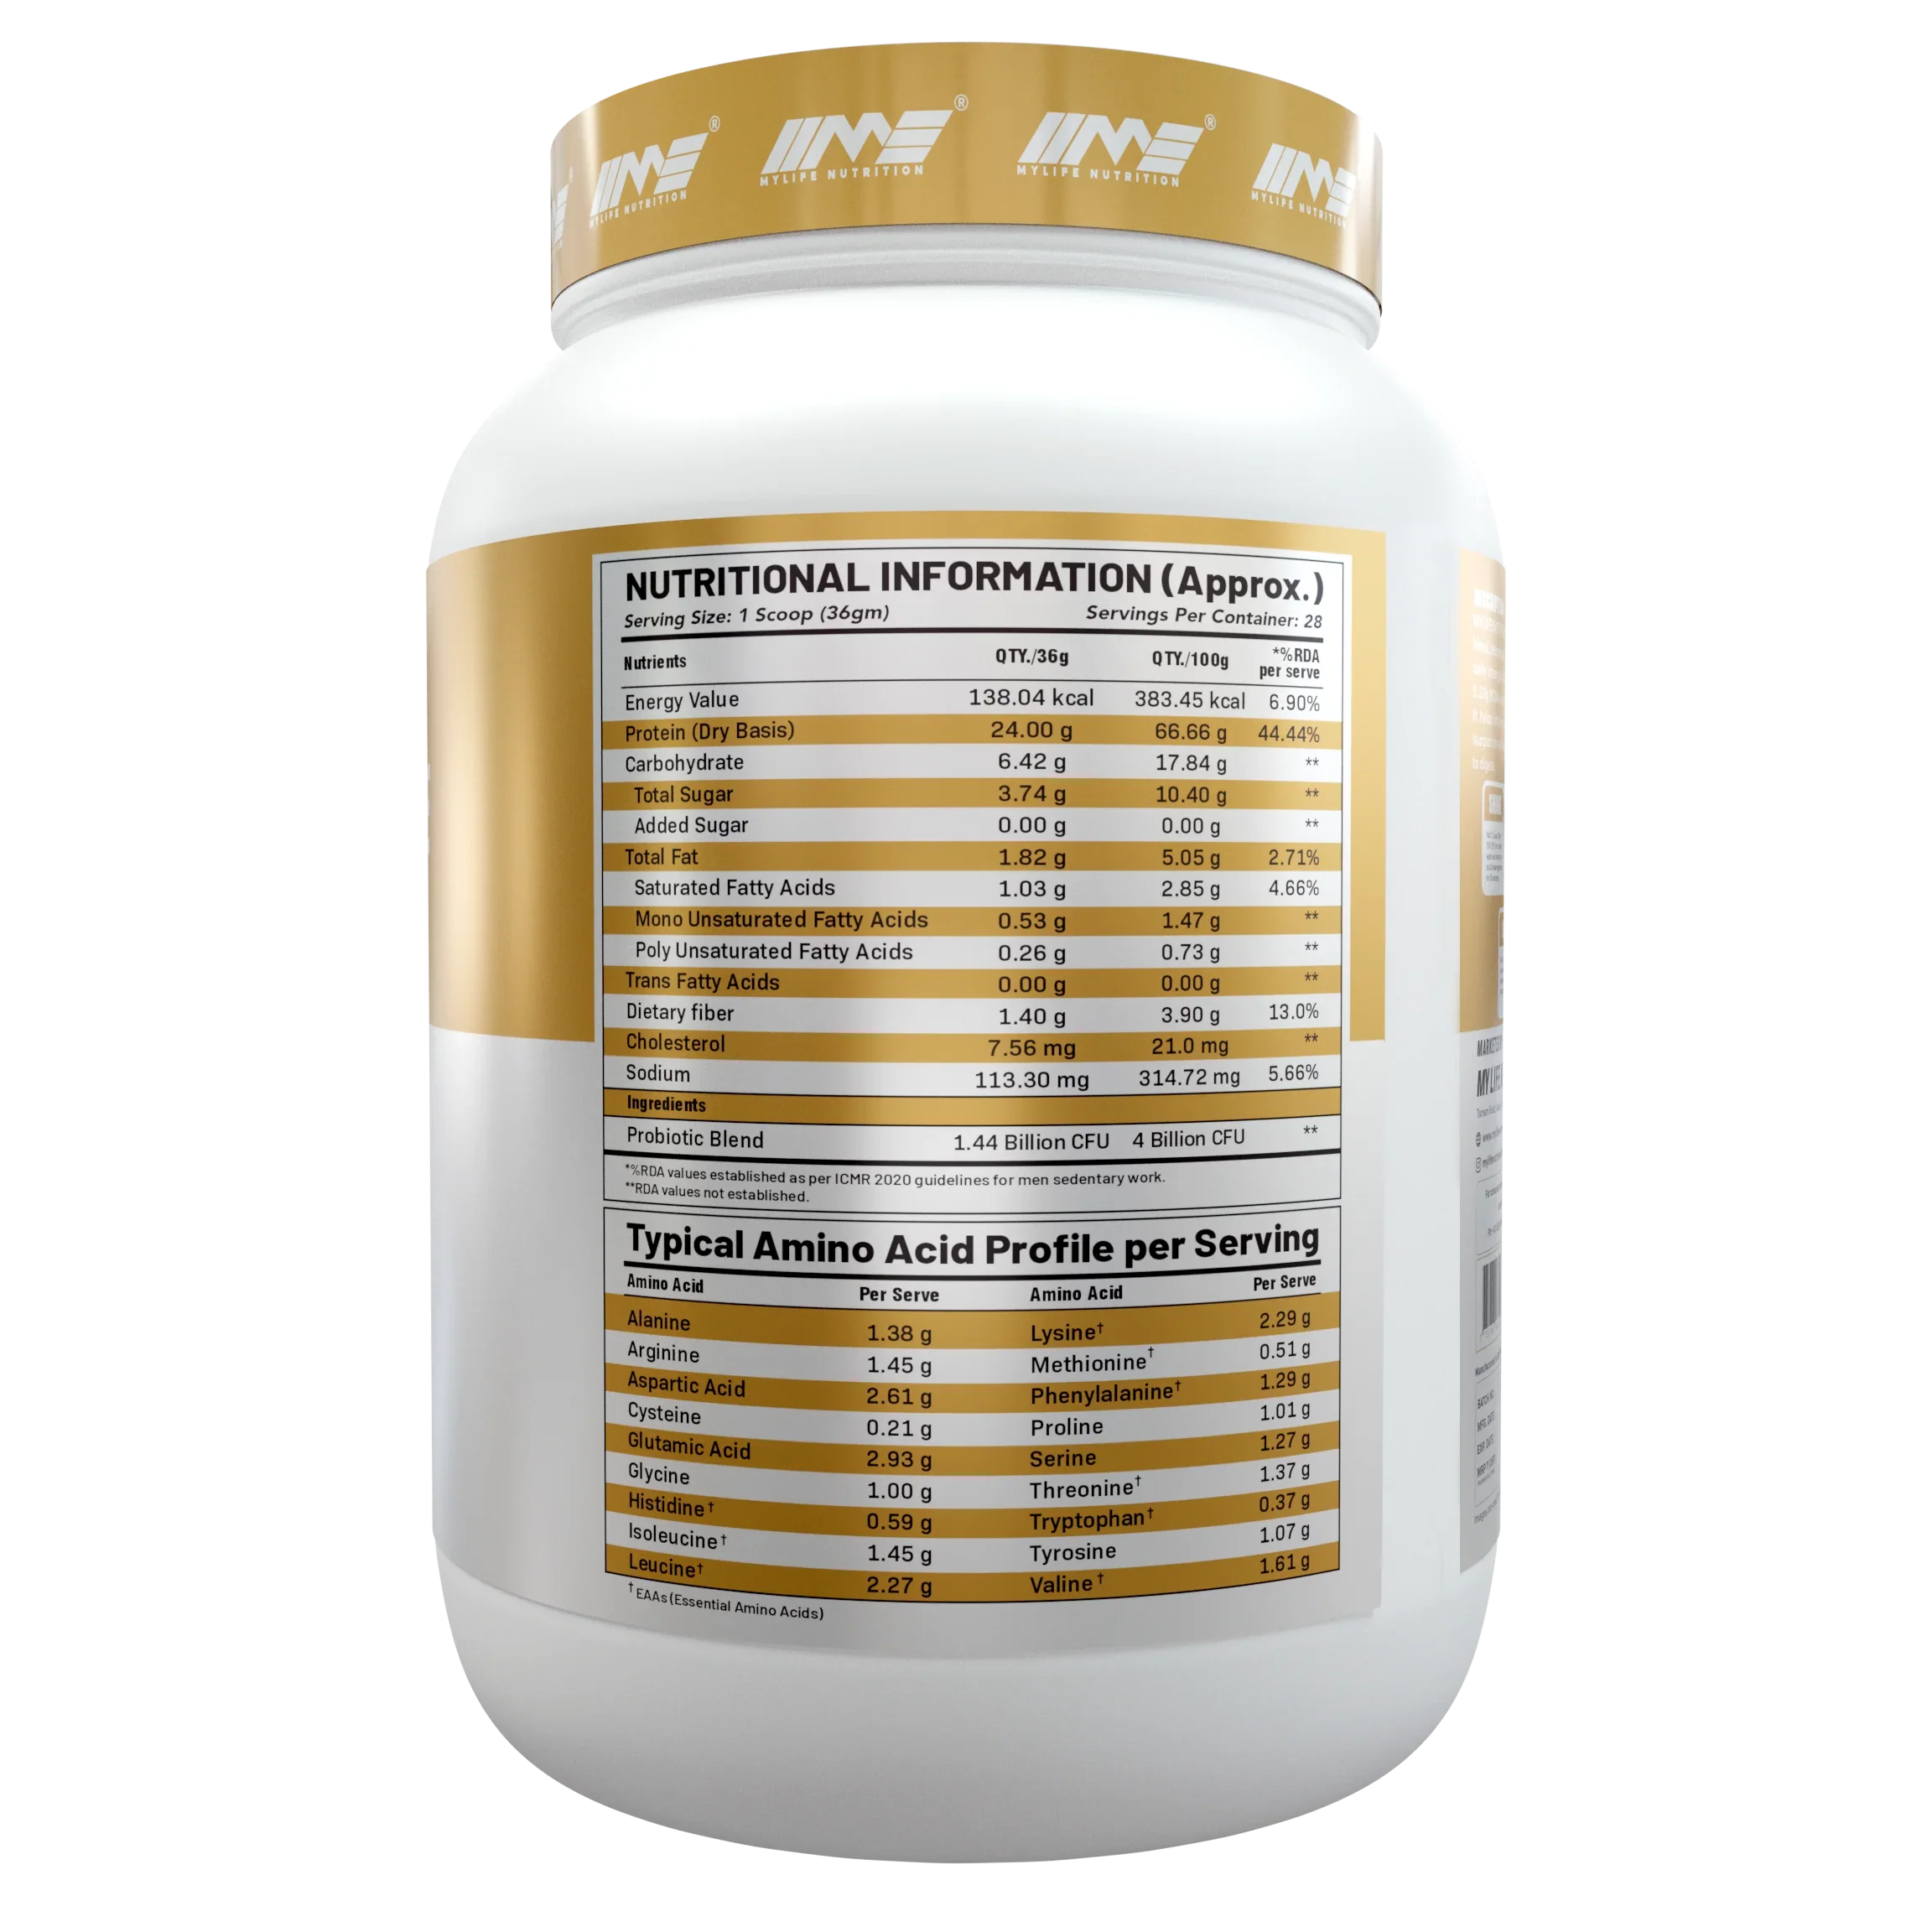 MYLIFE NUTRITION
MYLIFE NUTRITION
MYLIFE NUTRITION
MYLIFE NUTRITION
NUTRITIONAL INFORMATION (Approx.)
Serving Size: 1 Scoop (36gm) Servings Per Container: 28
Nutrients QTY./36g QTY./100g *%RDA per serve
Energy Value 138.04 kcal 383.45 kcal 6.90%
Protein (Dry Basis) 24.00 g 66.66 g 44.44%
Carbohydrate 6.42 g 17.84 g **
Total Sugar 3.74 g 10.40 g **
Added Sugar 0.00 g 0.00 g **
Total Fat 1.82 g 5.05 g 2.71%
Saturated Fatty Acids 1.03 g 2.85 g 4.66%
Mono Unsaturated Fatty Acids 0.53 g 1.47 g **
Poly Unsaturated Fatty Acids 0.26 g 0.73 g **
Trans Fatty Acids 0.00 g 0.00 g **
Dietary fiber 1.40 g 3.90 g 13.0%
Cholesterol 7.56 mg 21.0 mg **
Sodium 113.30 mg 314.72 mg 5.66%
Ingredients
Probiotic Blend 1.44 Billion CFU 4 Billion CFU **
*%RDA values established as per ICMR 2020 guidelines for men sedentary work.
**RDA values not established.
Typical Amino Acid Profile per Serving
Amino Acid Per Serve Amino Acid Per Serve
Alanine 1.38 g Lysine† 2.29 g
Arginine 1.45 g Methionine† 0.51 g
Aspartic Acid 2.61 g Phenylalanine† 1.29 g
Cysteine 0.21 g Proline 1.01 g
Glutamic Acid 2.93 g Serine 1.27 g
Glycine 1.00 g Threonine† 1.37 g
Histidine† 0.59 g Tryptophan† 0.37 g
Isoleucine† 1.45 g Tyrosine 1.07 g
Leucine† 2.27 g Valine† 1.61 g
† EAAs (Essential Amino Acids)
MY LIFE
BATCH NO.
MFG. DATE
EXP. DATE